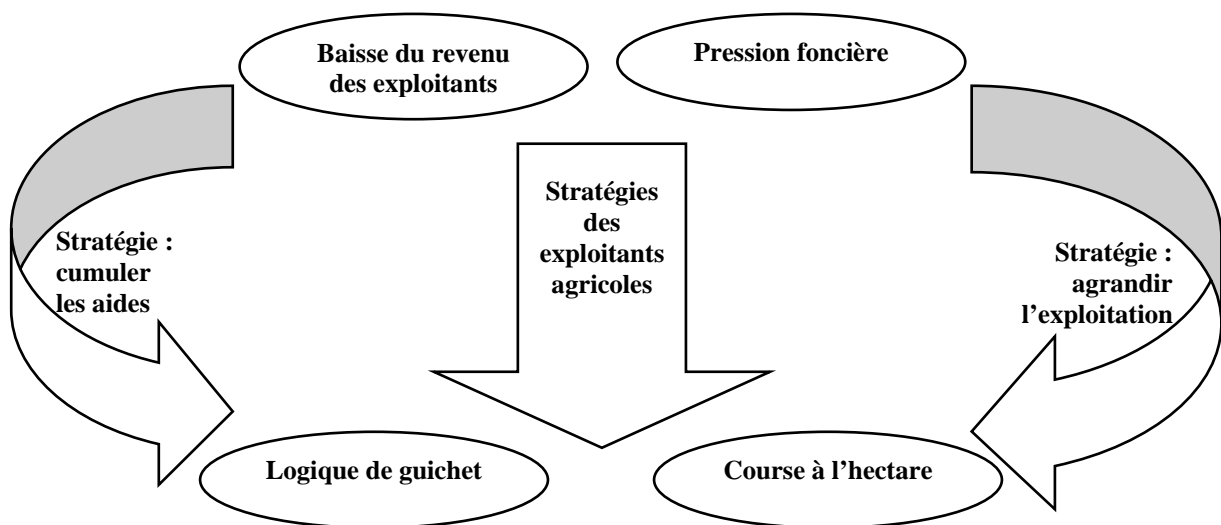 Baisse du revenu
des exploitants
Pression foncière
Stratégies
des
exploitants
agricoles
Stratégie :
cumuler
les aides
Stratégie :
agrandir
l’exploitation
Logique de guichet
Course à l’hectare